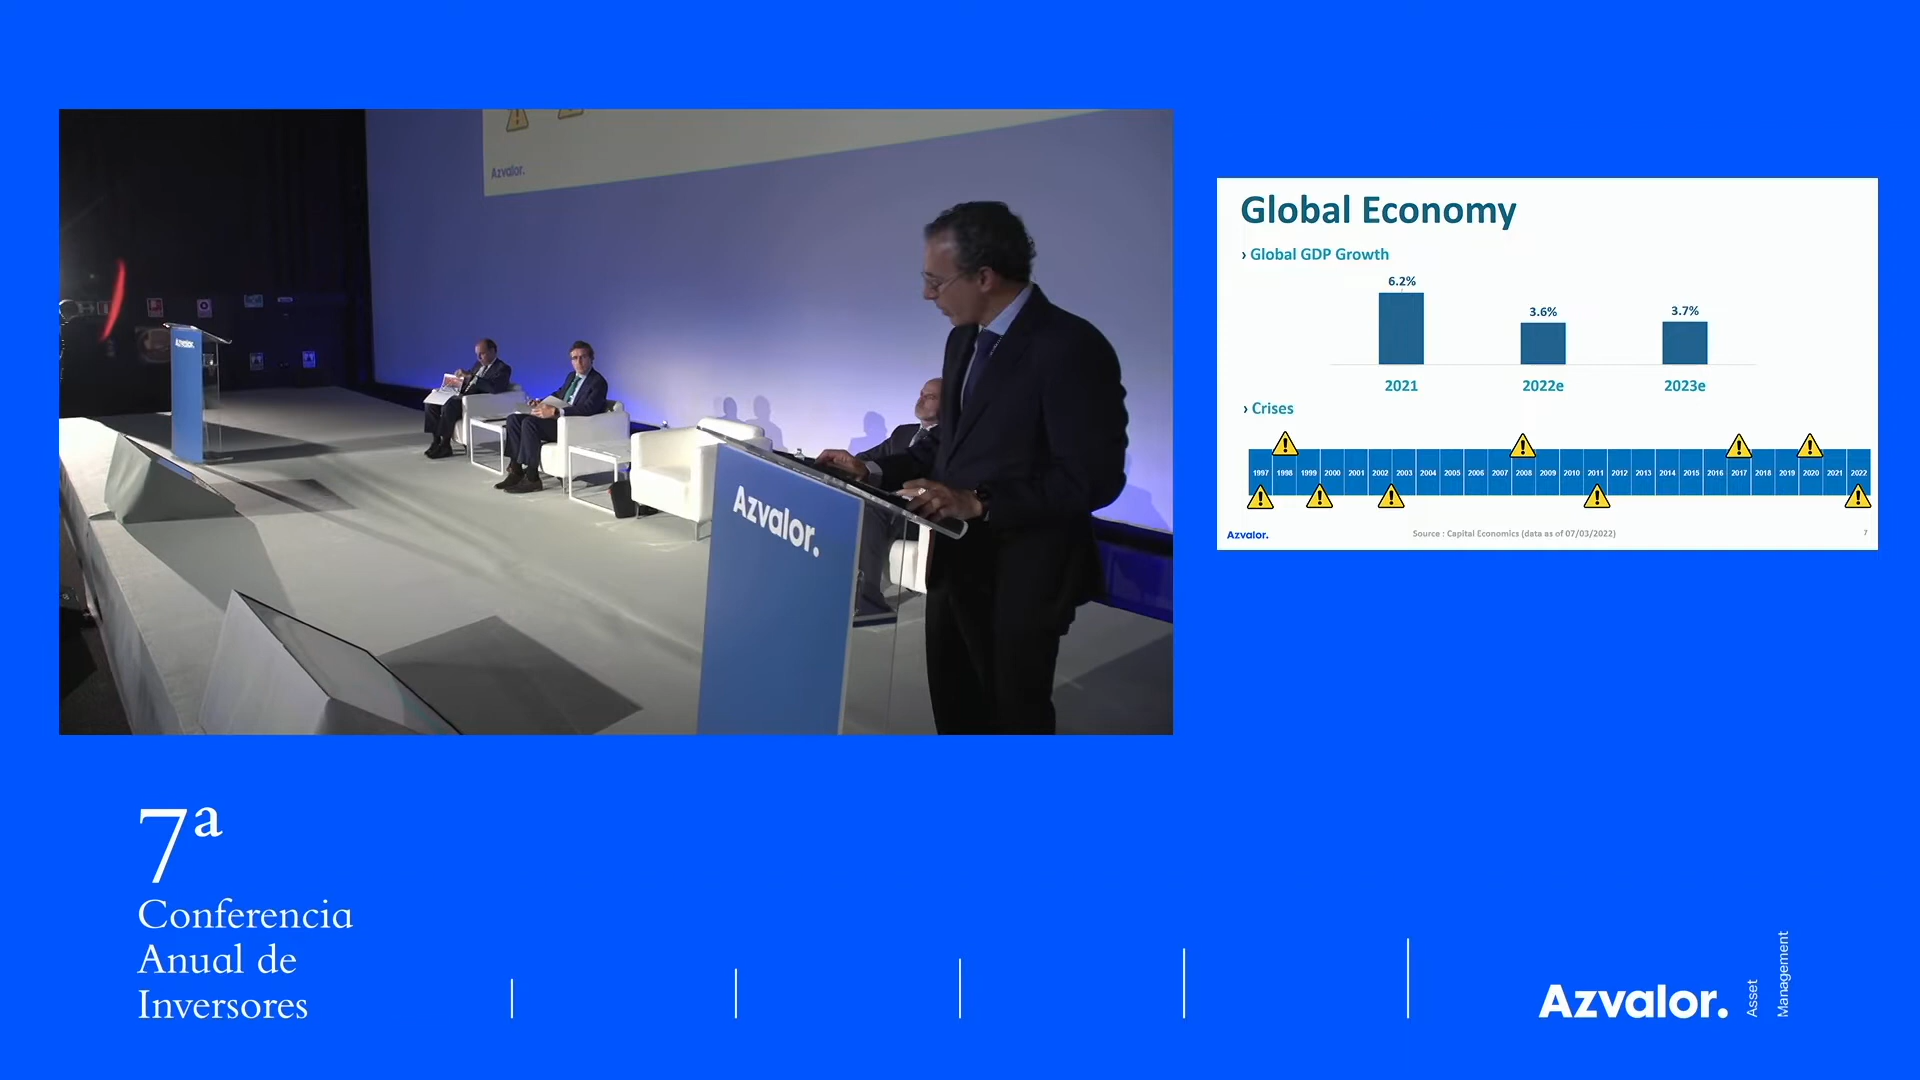 Azvalor.
Azvalor.
Azvalor.
Global Economy
› Global GDP Growth
6.2%
3.6%
3.7%
2021
2022e
2023e
› Crises
1997 1998 1999 2000 2001 2002 2003 2004 2005 2006 2007 2008 2009 2010 2011 2012 2013 2014 2015 2016 2017 2018 2019 2020 2021 2022
Azvalor.
Source : Capital Economics (data as of 07/03/2022)
7
7ª
Conferencia
Anual de
Inversores
Azvalor.
Asset
Management